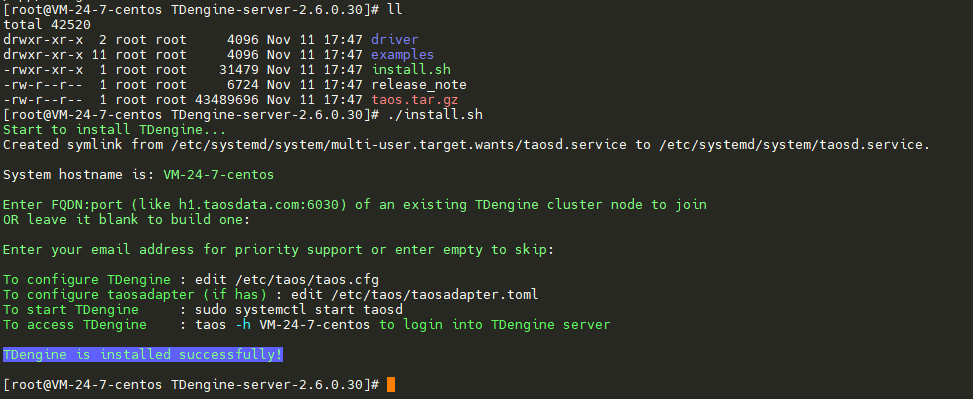 [root@VM-24-7-centos TDengine-server-2.6.0.30]# ll
total 42520
drwxr-xr-x  2 root root     4096 Nov 11 17:47 driver
drwxr-xr-x 11 root root     4096 Nov 11 17:47 examples
-rwxr-xr-x  1 root root    31479 Nov 11 17:47 install.sh
-rw-r--r--  1 root root     6724 Nov 11 17:47 release_note
-rw-r--r--  1 root root 43489696 Nov 11 17:47 taos.tar.gz
[root@VM-24-7-centos TDengine-server-2.6.0.30]# ./install.sh
Start to install TDengine...
Created symlink from /etc/systemd/system/multi-user.target.wants/taosd.service to /etc/systemd/system/taosd.service.
System hostname is: VM-24-7-centos
Enter FQDN:port (like h1.taosdata.com:6030) of an existing TDengine cluster node to join
OR leave it blank to build one:
Enter your email address for priority support or enter empty to skip:
To configure TDengine : edit /etc/taos/taos.cfg
To configure taosadapter (if has) : edit /etc/taos/taosadapter.toml
To start TDengine     : sudo systemctl start taosd
To access TDengine    : taos -h VM-24-7-centos to login into TDengine server
TDengine is installed successfully!
[root@VM-24-7-centos TDengine-server-2.6.0.30]#